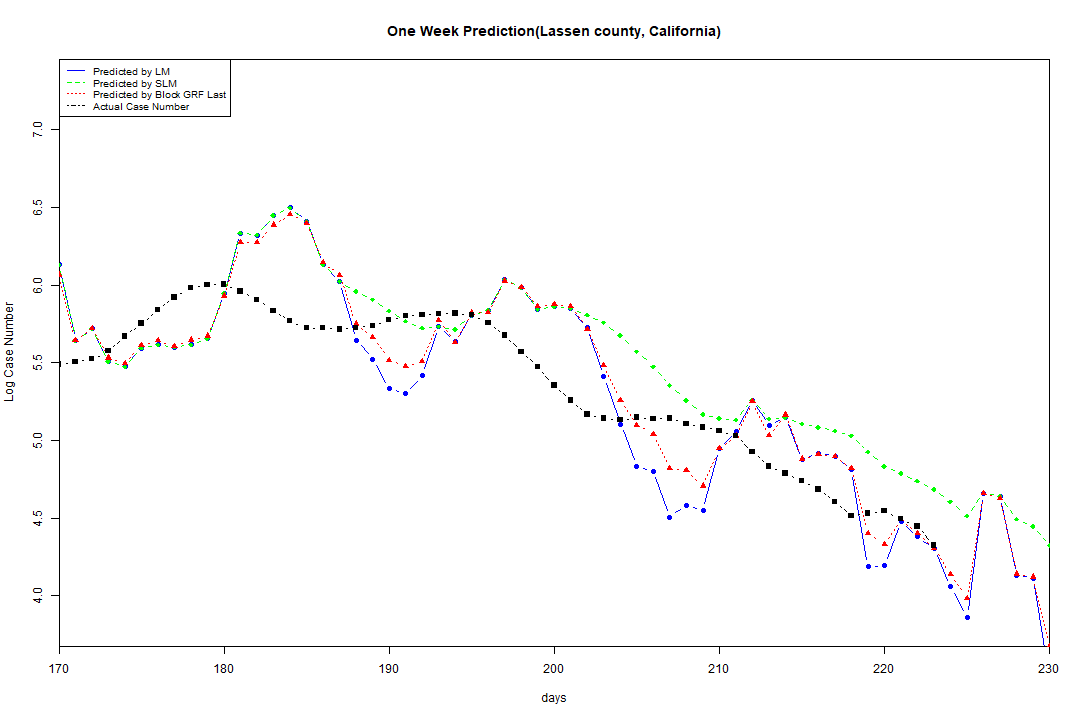 One Week Prediction(Lassen county, California)
Predicted by LM
Predicted by SLM
Predicted by Block GRF Last
Actual Case Number
Log Case Number
7.0
6.5
6.0
5.5
5.0
4.5
4.0
170 180 190 200 210 220 230
days